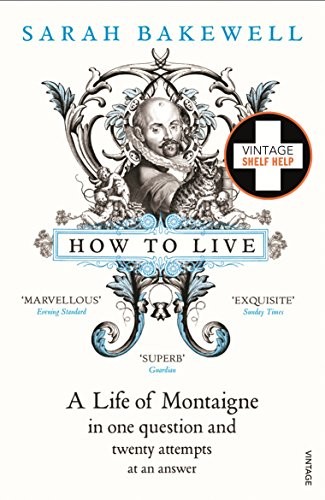 SARAH BAKEWELL
VINTAGE
SHELF HELP
HOW TO LIVE
'MARVELLOUS'
Evening Standard
'EXQUISITE'
Sunday Times
'SUPERB'
Guardian
A Life of Montaigne
in one question and
twenty attempts
at an answer
VINTAGE